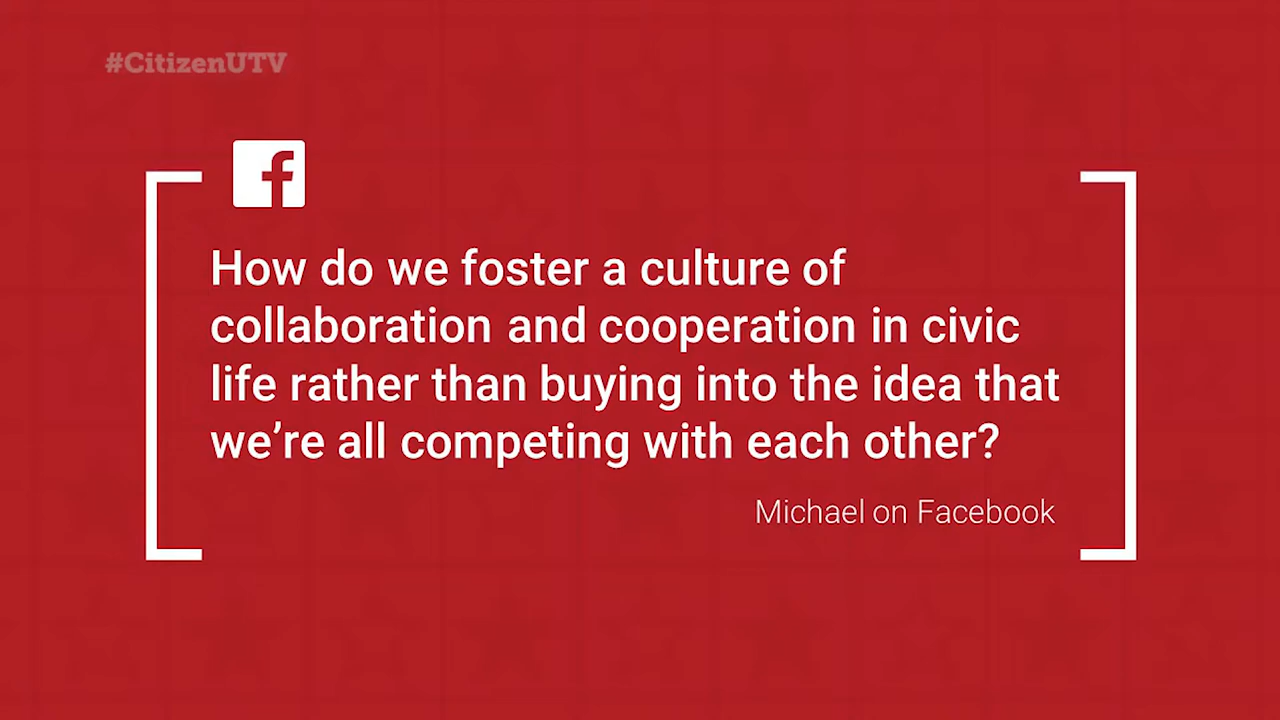 #CitizenUTV
f
How do we foster a culture of
collaboration and cooperation in civic
life rather than buying into the idea that
we’re all competing with each other?
Michael on Facebook